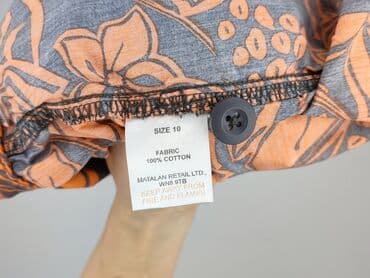 SIZE 10
FABRIC
100% COTTON
MATALAN RETAIL LTD.,
WN8 9TB
KEEP AWAY FROM
FIRE AND FLAMES